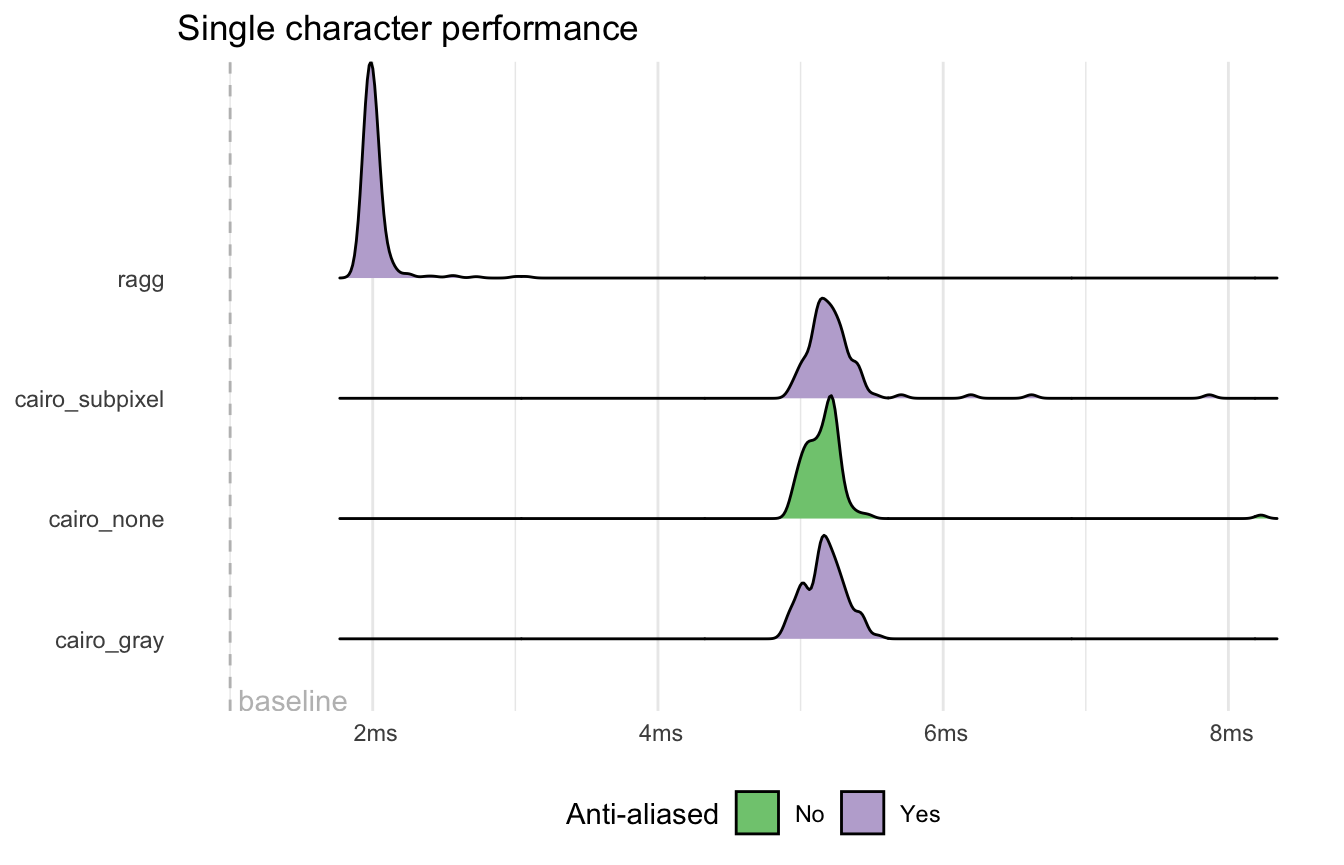 Single character performance
ragg
cairo_subpixel
cairo_none
cairo_gray
baseline
2ms 4ms 6ms 8ms
Anti-aliased No Yes